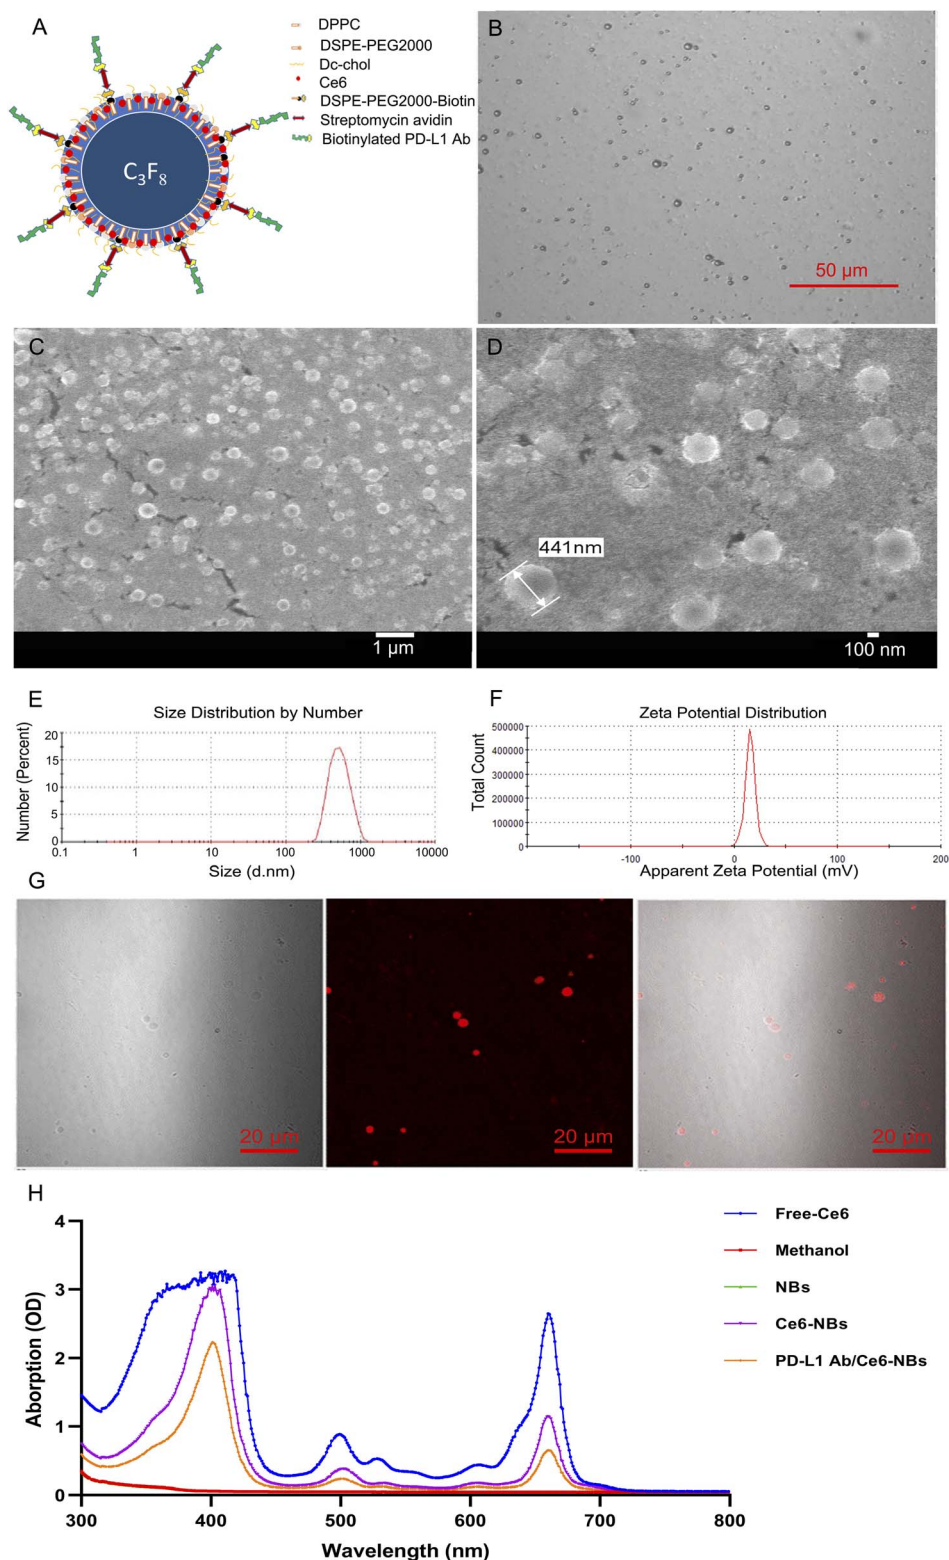 A
DPPC
DSPE-PEG2000
Dc-chol
Ce6
DSPE-PEG2000-Biotin
Streptomycin avidin
Biotinylated PD-L1 Ab
C₃F₈
B
50 µm
C
1 µm
D
441nm
100 nm
E
Size Distribution by Number
Number (Percent)
20
15
10
5
0
0.1 1 10 100 1000 10000
Size (d.nm)
F
Zeta Potential Distribution
Total Count
500000
400000
300000
200000
100000
0
-100 0 100 200
Apparent Zeta Potential (mV)
G
20 µm
20 µm
20 µm
H
Aborption (OD)
4
3
2
1
0
300 400 500 600 700 800
Wavelength (nm)
Free-Ce6
Methanol
NBs
Ce6-NBs
PD-L1 Ab/Ce6-NBs